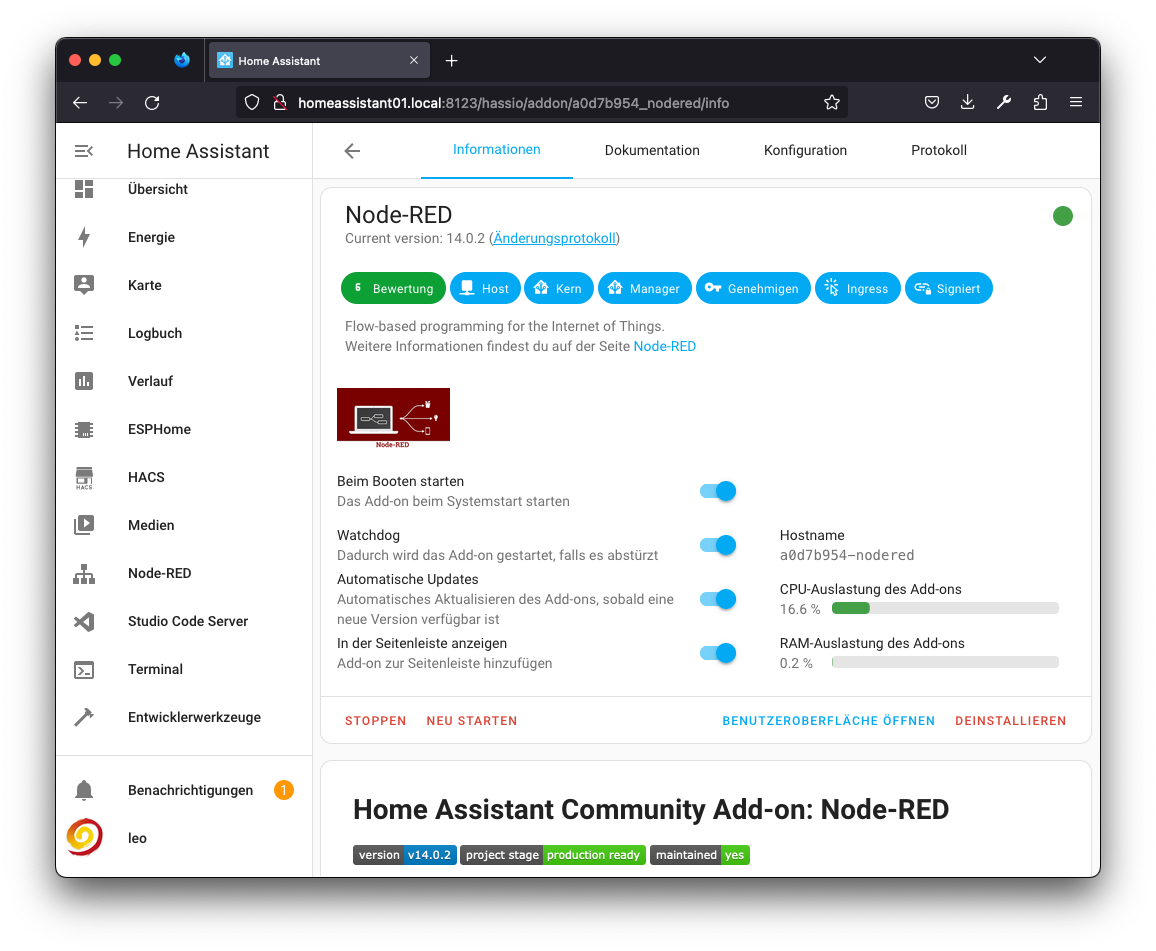 Home Assistant
homeassistant01.local:8123/hassio/addon/a0d7b954_nodered/info
Home Assistant
Informationen
Dokumentation
Konfiguration
Protokoll
Übersicht
Energie
Karte
Logbuch
Verlauf
ESPHome
HACS
HACS
Medien
Node-RED
Studio Code Server
Terminal
Entwicklerwerkzeuge
Benachrichtigungen 1
leo
Node-RED
Current version: 14.0.2 (Änderungsprotokoll)
Bewertung
Host
Kern
Manager
Genehmigen
Ingress
Signiert
Flow-based programming for the Internet of Things.
Weitere Informationen findest du auf der Seite Node-RED
Node-RED
Beim Booten starten
Das Add-on beim Systemstart starten
Watchdog
Dadurch wird das Add-on gestartet, falls es abstürzt
Automatische Updates
Automatisches Aktualisieren des Add-ons, sobald eine
neue Version verfügbar ist
In der Seitenleiste anzeigen
Add-on zur Seitenleiste hinzufügen
Hostname
a0d7b954-nodered
CPU-Auslastung des Add-ons
16.6 %
RAM-Auslastung des Add-ons
0.2 %
STOPPEN
NEU STARTEN
BENUTZEROBERFLÄCHE ÖFFNEN
DEINSTALLIEREN
Home Assistant Community Add-on: Node-RED
version v14.0.2
project stage production ready
maintained yes